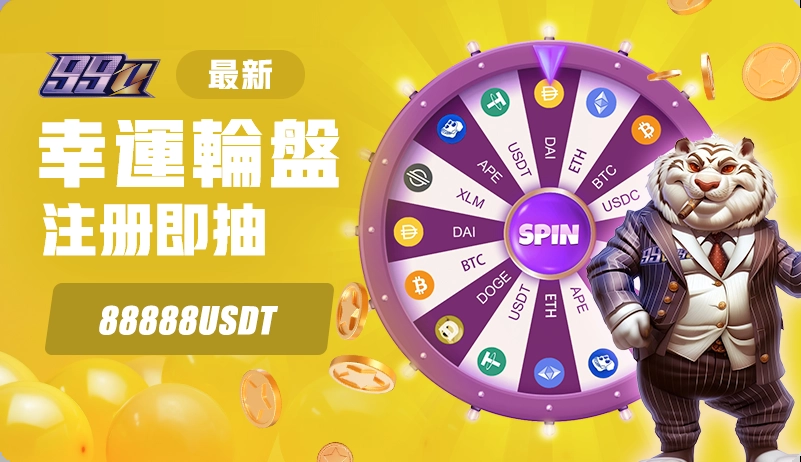 99u
最新
幸運輪盤
注册即抽
88888USDT
DAI
ETH
BTC
USDC
APE
ETH
USDT
DOGE
BTC
DAI
XLM
APE
USDT
SPIN